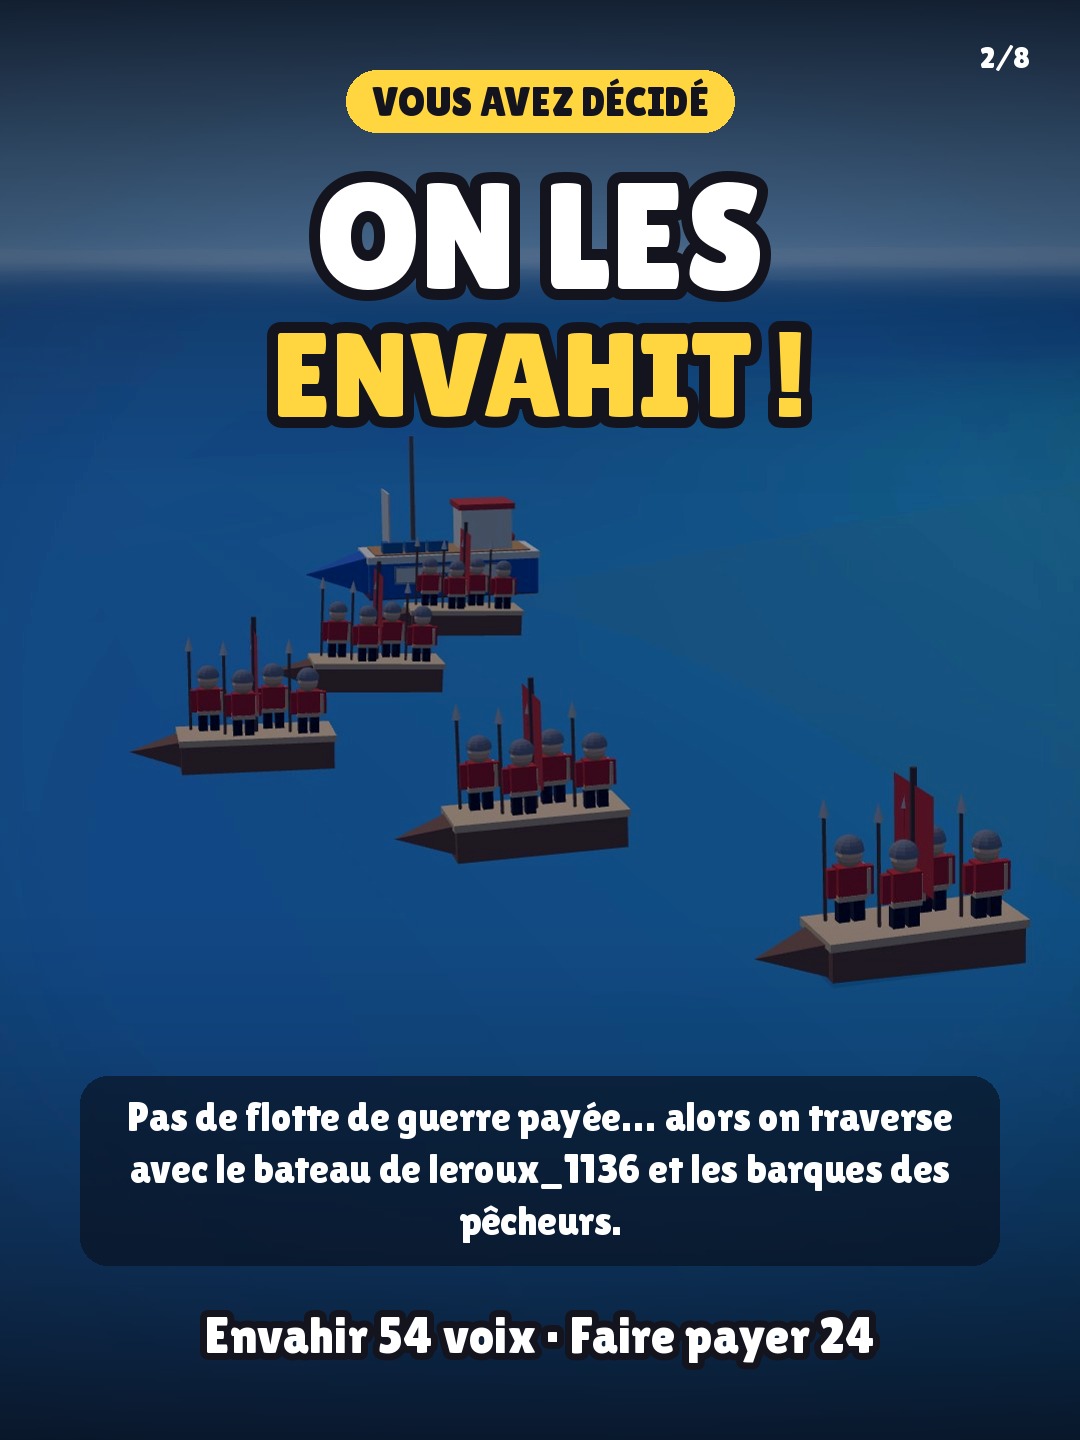 2/8
VOUS AVEZ DÉCIDÉ
ON LES
ENVAHIT !
Pas de flotte de guerre payée... alors on traverse
avec le bateau de leroux_1136 et les barques des
pêcheurs.
Envahir 54 voix · Faire payer 24